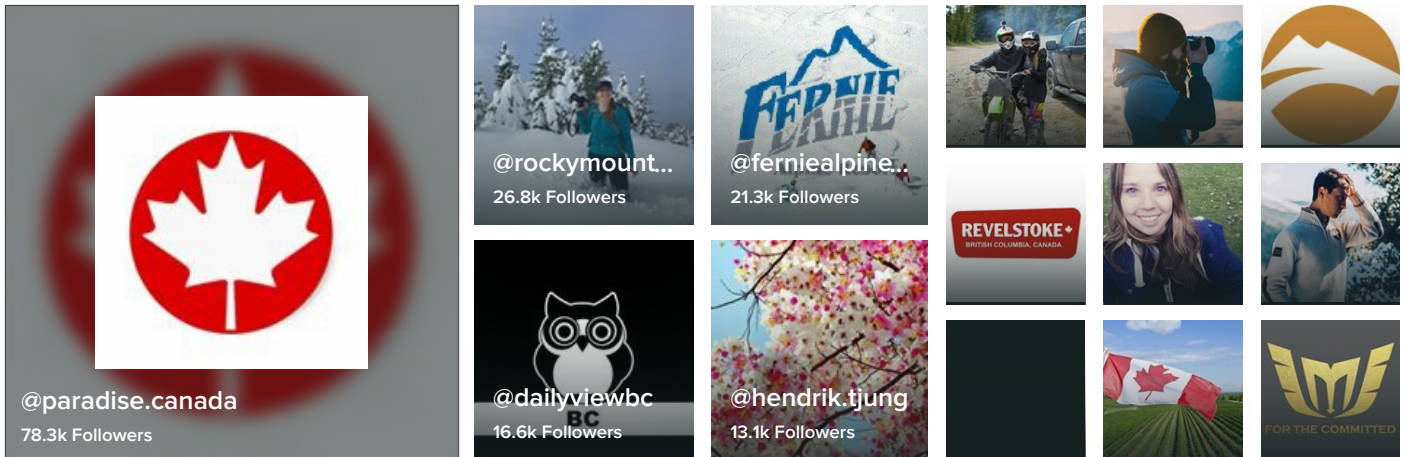 @paradise.canada
78.3k Followers
@rockymount...
26.8k Followers
FERNIE
@ferniealpine...
21.3k Followers
@dailyviewbc
BC
16.6k Followers
@hendrik.tjung
13.1k Followers
REVELSTOKE
BRITISH COLUMBIA, CANADA
FOR THE COMMITTED